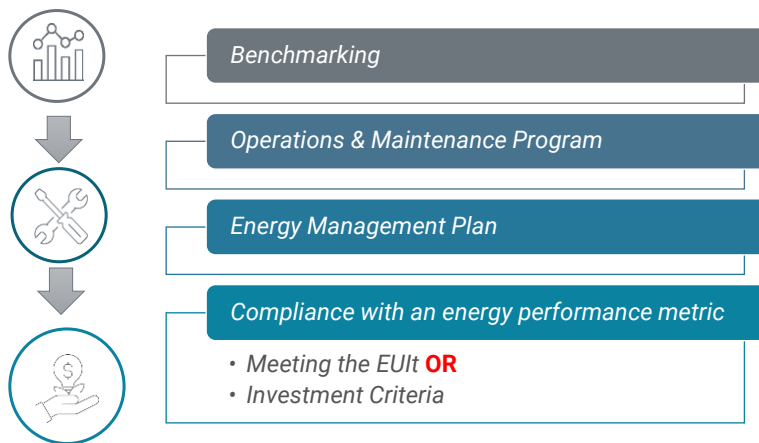 Benchmarking
Operations & Maintenance Program
Energy Management Plan
Compliance with an energy performance metric
• Meeting the EUIt OR
• Investment Criteria
$